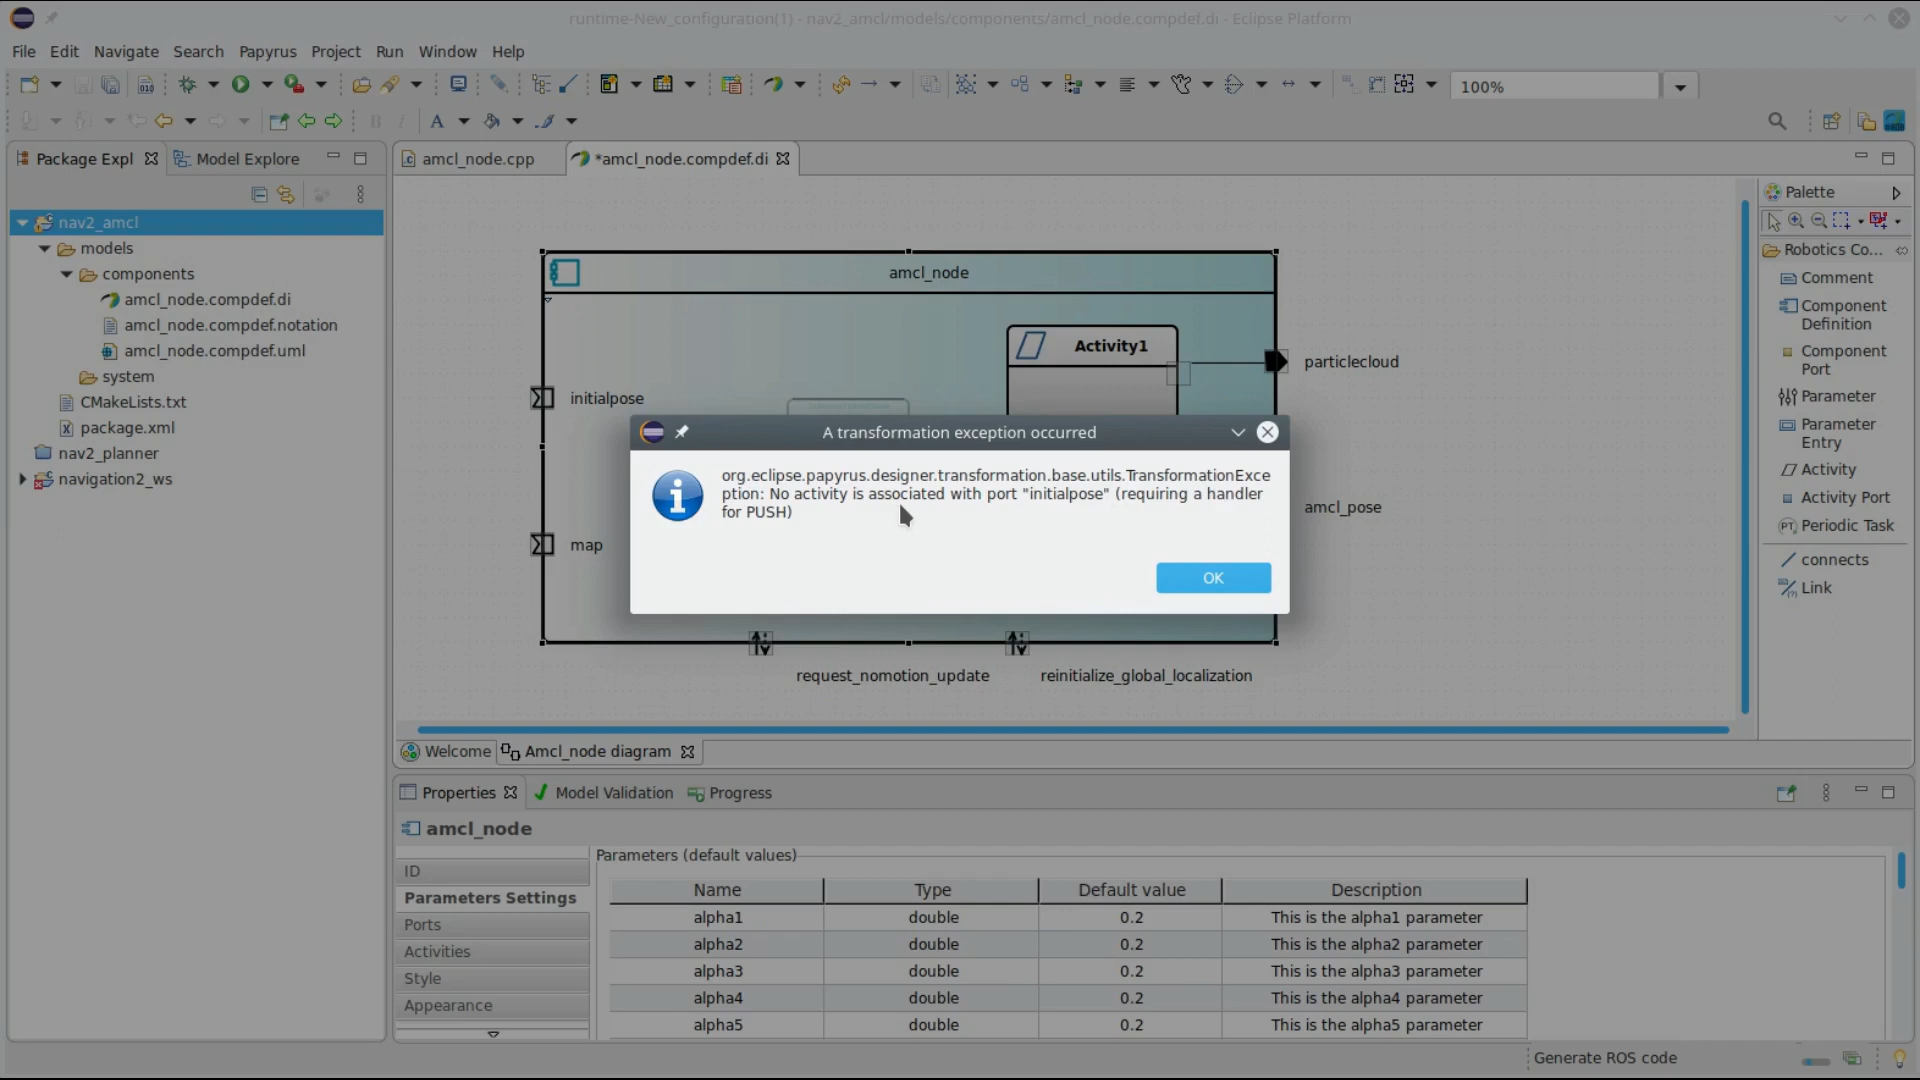 runtime-New_configuration(1) - nav2_amcl/models/components/amcl_node.compdef.di - Eclipse Platform
File Edit Navigate Search Papyrus Project Run Window Help
010
100%
B I A
Package Expl
Model Explore
amcl_node.cpp
*amcl_node.compdef.di
Palette
nav2_amcl
models
components
amcl_node.compdef.di
amcl_node.compdef.notation
amcl_node.compdef.uml
system
CMakeLists.txt
package.xml
nav2_planner
navigation2_ws
amcl_node
Activity1
particlecloud
initialpose
map
amcl_pose
request_nomotion_update
reinitialize_global_localization
A transformation exception occurred
org.eclipse.papyrus.designer.transformation.base.utils.TransformationExce
ption: No activity is associated with port "initialpose" (requiring a handler
for PUSH)
OK
Robotics Co...
Comment
Component
Definition
Component
Port
Parameter
Parameter
Entry
Activity
Activity Port
Periodic Task
connects
Link
Welcome
Amcl_node diagram
Properties
Model Validation
Progress
amcl_node
ID
Parameters Settings
Ports
Activities
Style
Appearance
Parameters (default values)
Name Type Default value Description
alpha1 double 0.2 This is the alpha1 parameter
alpha2 double 0.2 This is the alpha2 parameter
alpha3 double 0.2 This is the alpha3 parameter
alpha4 double 0.2 This is the alpha4 parameter
alpha5 double 0.2 This is the alpha5 parameter
Generate ROS code